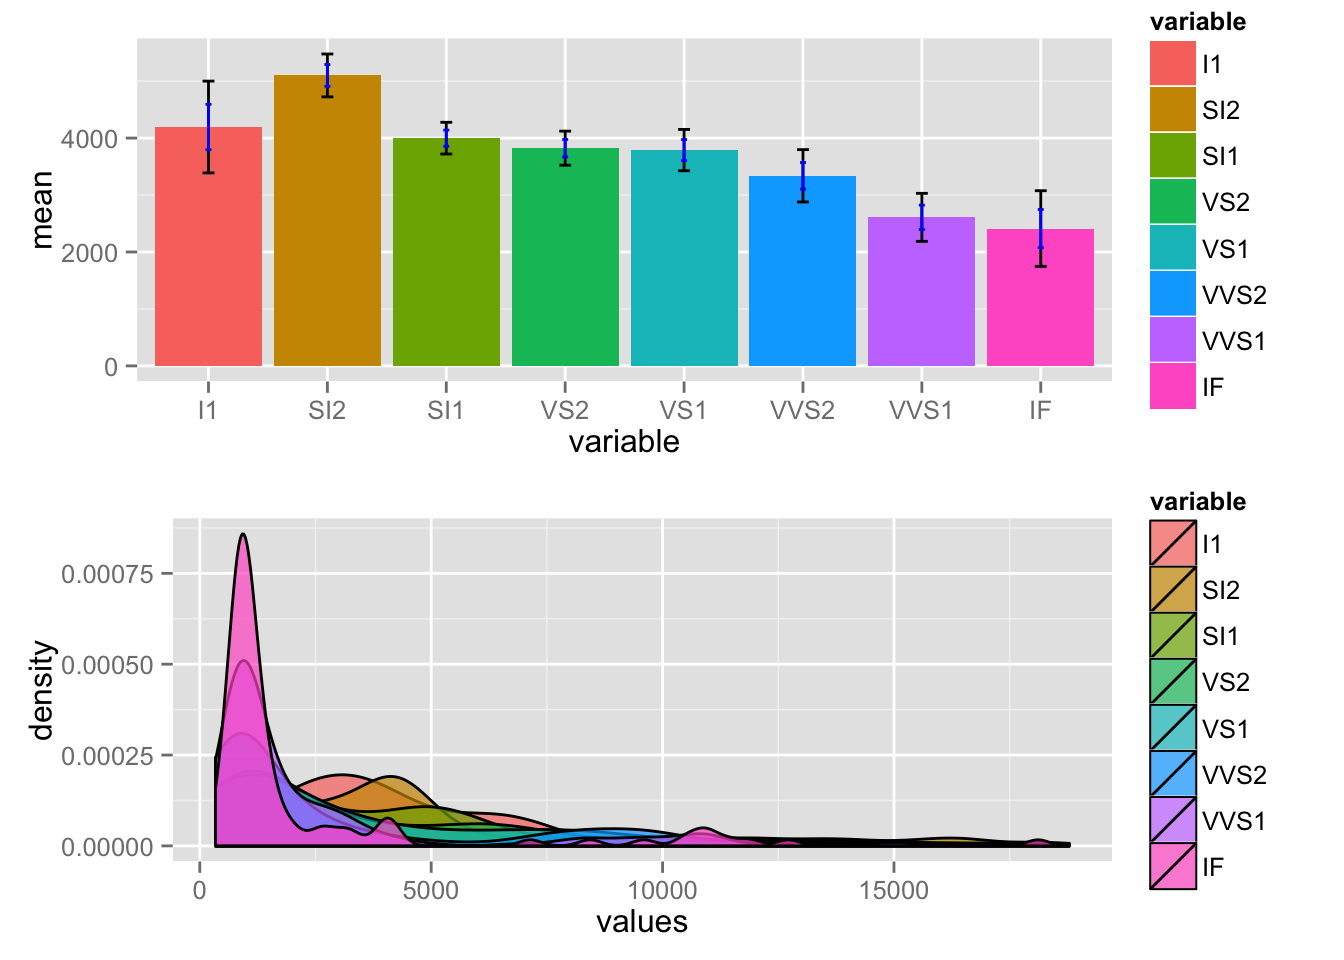 variable
I1
SI2
SI1
VS2
VS1
VVS2
VVS1
IF
mean
4000
2000
0
I1 SI2 SI1 VS2 VS1 VVS2 VVS1 IF
variable
variable
I1
SI2
SI1
VS2
VS1
VVS2
VVS1
IF
density
0.00075
0.00050
0.00025
0.00000
0 5000 10000 15000
values